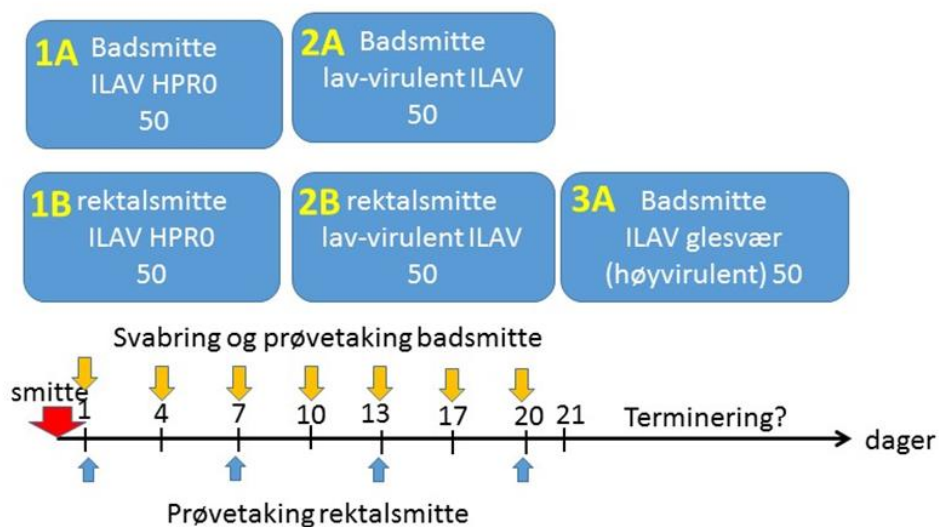 1A Badsmitte
ILAV HPR0
50
2A Badsmitte
lav-virulent ILAV
50
1B rektalsmitte
ILAV HPR0
50
2B rektalsmitte
lav-virulent ILAV
50
3A Badsmitte
ILAV glesvær
(høyvirulent) 50
Svabring og prøvetaking badsmitte
smitte
1 4 7 10 13 17 20 21 Terminering?
dager
Prøvetaking rektalsmitte